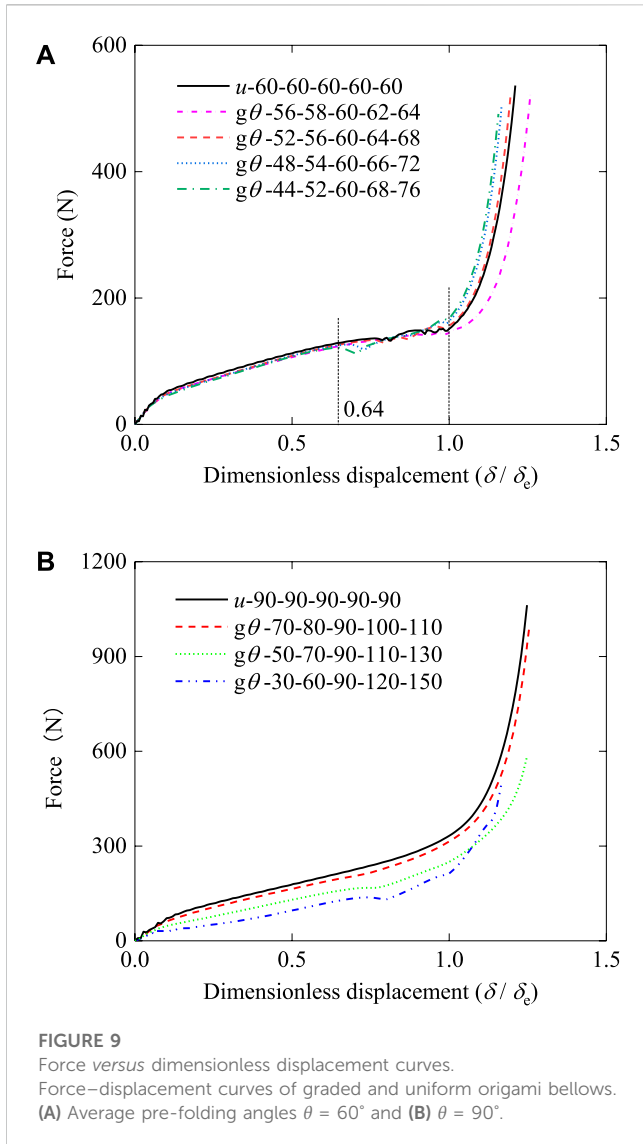 A
600
u-60-60-60-60-60
gθ-56-58-60-62-64
gθ-52-56-60-64-68
gθ-48-54-60-66-72
gθ-44-52-60-68-76
400
Force (N)
200
0.64
0
0.0
0.5
1.0
1.5
Dimensionless dispalcement (δ / δe)
B
1200
u-90-90-90-90-90
gθ-70-80-90-100-110
gθ-50-70-90-110-130
gθ-30-60-90-120-150
900
Force （N）
600
300
0
0.0
0.5
1.0
1.5
Dimensionless displacement (δ / δe)
FIGURE 9
Force versus dimensionless displacement curves.
Force–displacement curves of graded and uniform origami bellows.
(A) Average pre-folding angles θ = 60° and (B) θ = 90°.